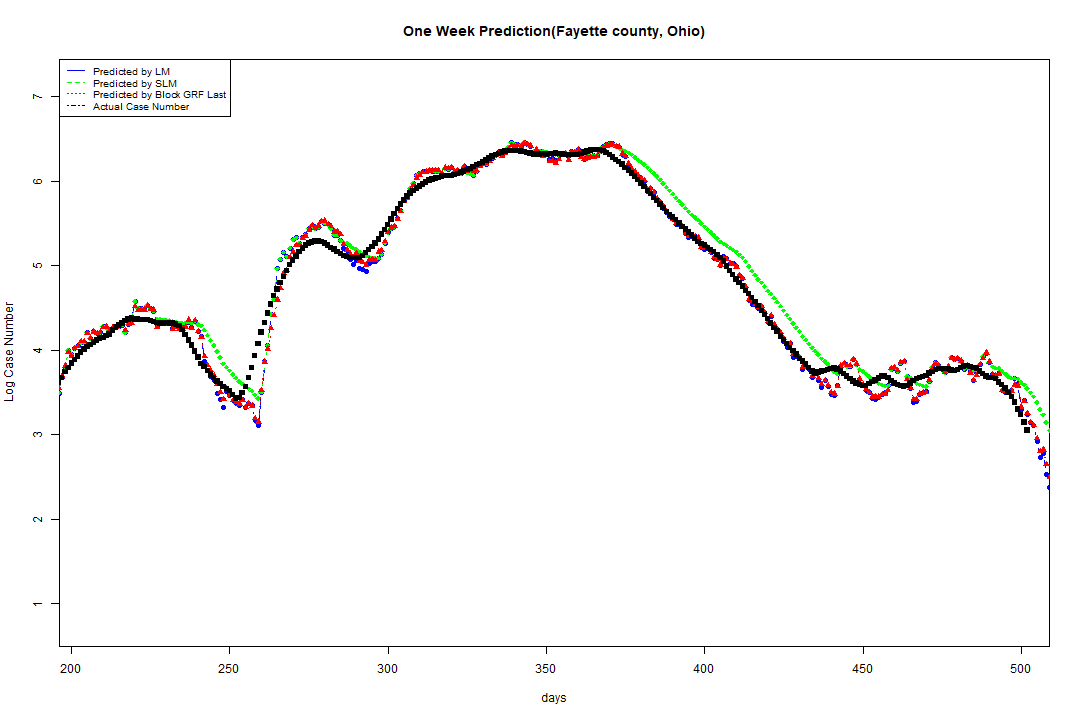 One Week Prediction(Fayette county, Ohio)
Predicted by LM
Predicted by SLM
Predicted by Block GRF Last
Actual Case Number
7
6
5
4
3
2
1
Log Case Number
200 250 300 350 400 450 500
days